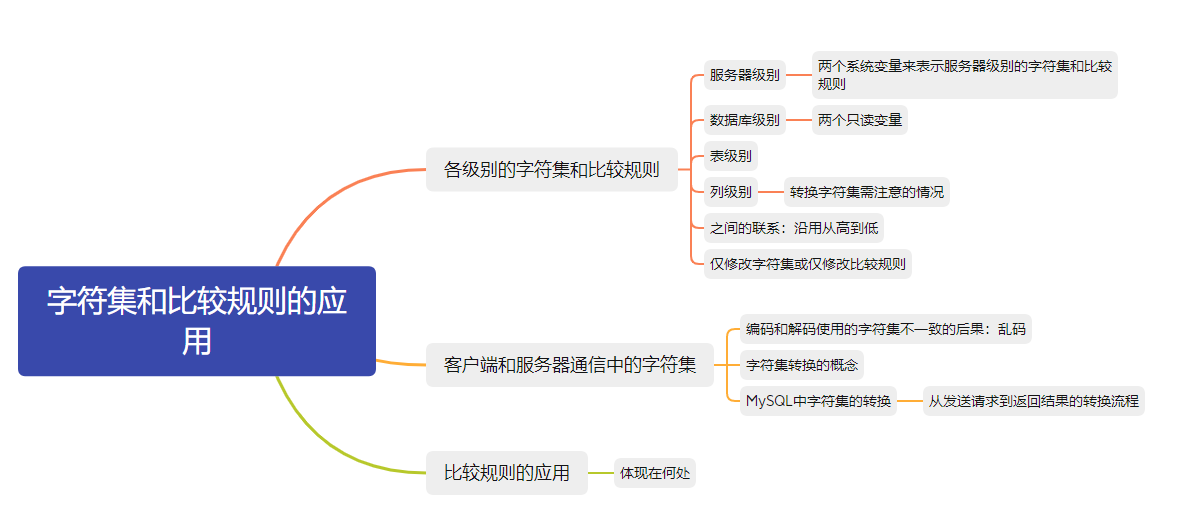 字符集和比较规则的应
用
各级别的字符集和比较规则
服务器级别
两个系统变量来表示服务器级别的字符集和比较
规则
数据库级别
两个只读变量
表级别
列级别
转换字符集需注意的情况
之间的联系：沿用从高到低
仅修改字符集或仅修改比较规则
客户端和服务器通信中的字符集
编码和解码使用的字符集不一致的后果：乱码
字符集转换的概念
MySQL中字符集的转换
从发送请求到返回结果的转换流程
比较规则的应用
体现在何处